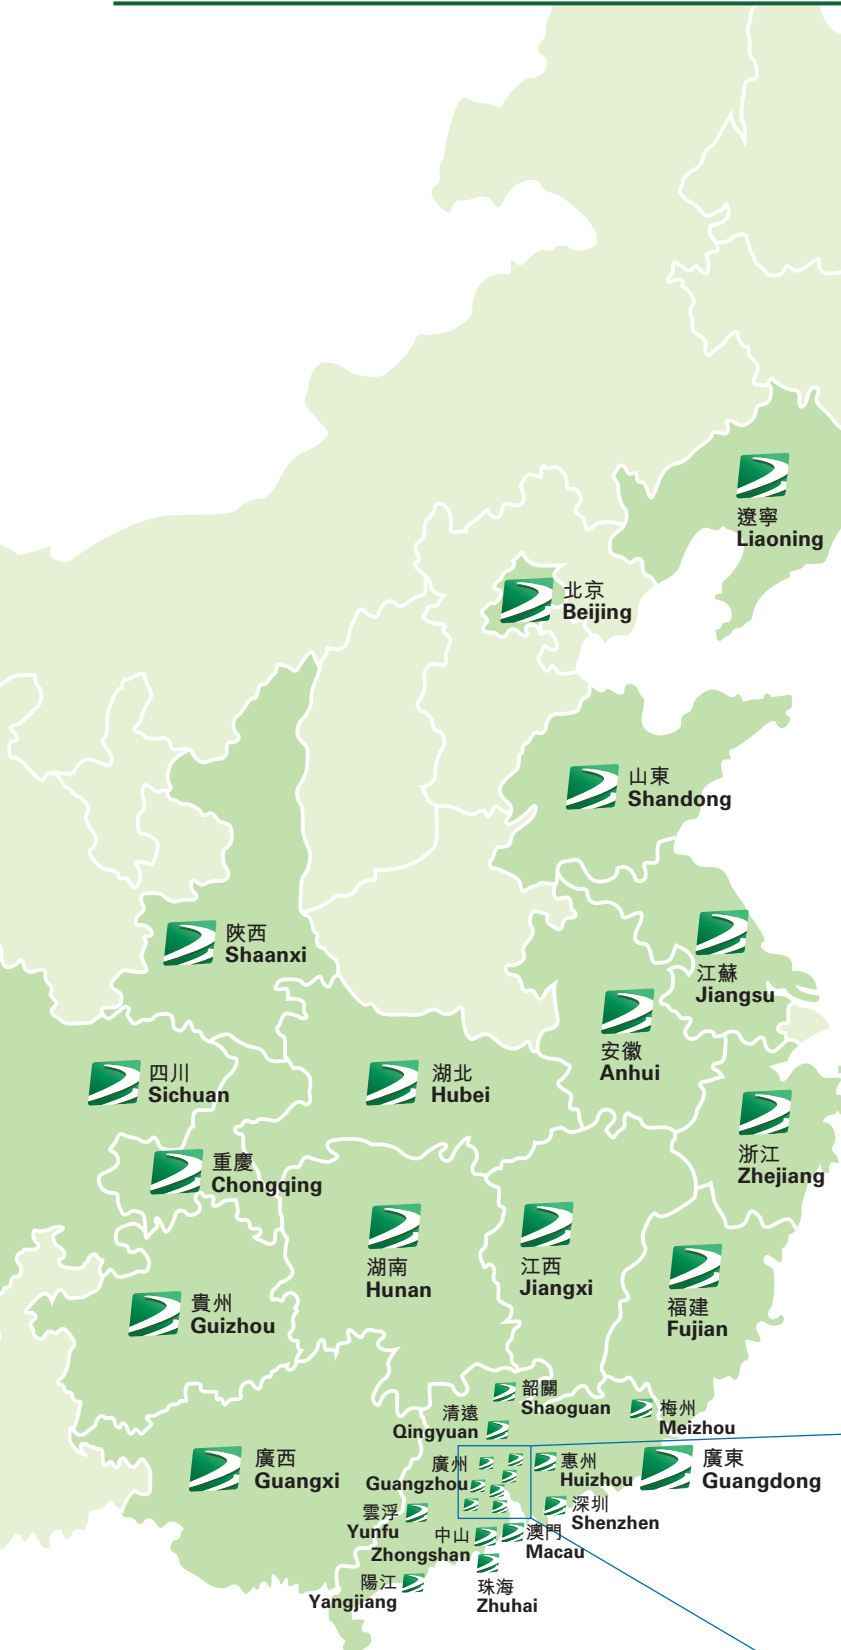 遼寧
Liaoning
北京
Beijing
山東
Shandong
陝西
Shaanxi
江蘇
Jiangsu
安徽
Anhui
四川
Sichuan
湖北
Hubei
浙江
Zhejiang
重慶
Chongqing
湖南
Hunan
江西
Jiangxi
福建
Fujian
貴州
Guizhou
韶關
Shaoguan
梅州
Meizhou
清遠
Qingyuan
廣西
Guangxi
廣州
Guangzhou
惠州
Huizhou
廣東
Guangdong
雲浮
Yunfu
深圳
Shenzhen
中山
Zhongshan
澳門
Macau
陽江
Yangjiang
珠海
Zhuhai